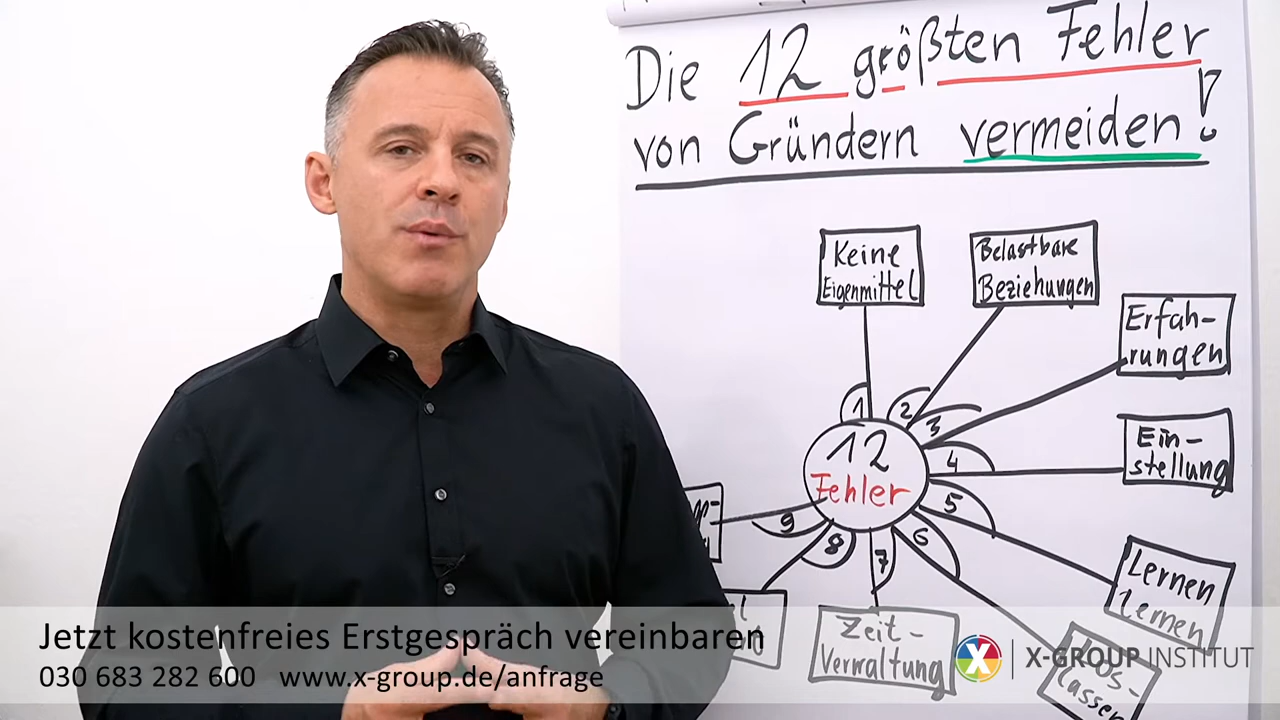 Die 12 größten Fehler
von Gründern vermeiden!
Keine
Eigenmittel
Belastbare
Beziehungen
Erfah-
rungen
Ein-
stellung
Lernen
Lernen
Los-
lassen
Zeit-
Verwaltung
12
Fehler
1
2
3
4
5
6
7
8
9
Jetzt kostenfreies Erstgespräch vereinbaren
030 683 282 600 www.x-group.de/anfrage
X-GROUP INSTITUT